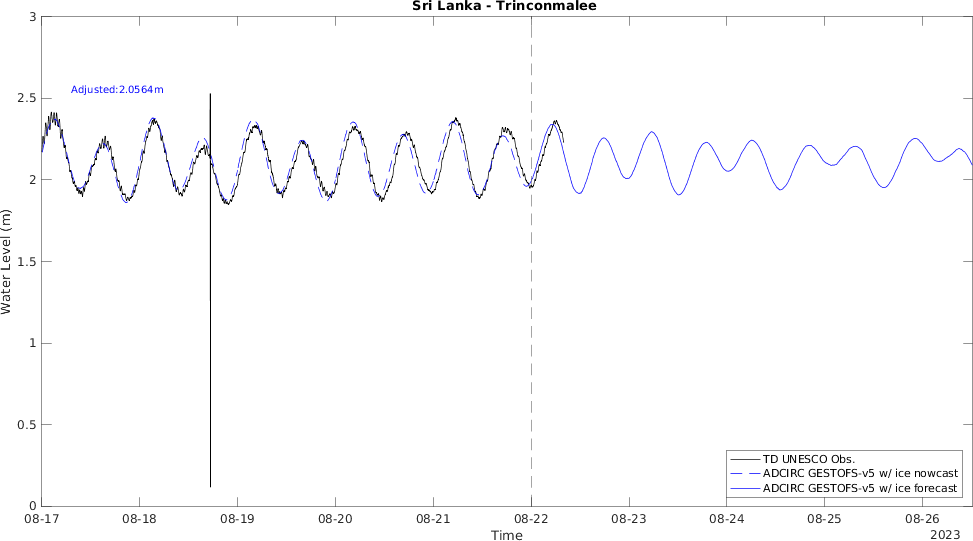 Sri Lanka - Trinconmalee
3
2.5
2
1.5
1
0.5
0
Water Level (m)
Adjusted:2.0564m
TD UNESCO Obs.
ADCIRC GESTOFS-v5 w/ ice nowcast
ADCIRC GESTOFS-v5 w/ ice forecast
08-17 08-18 08-19 08-20 08-21 08-22 08-23 08-24 08-25 08-26
Time
2023